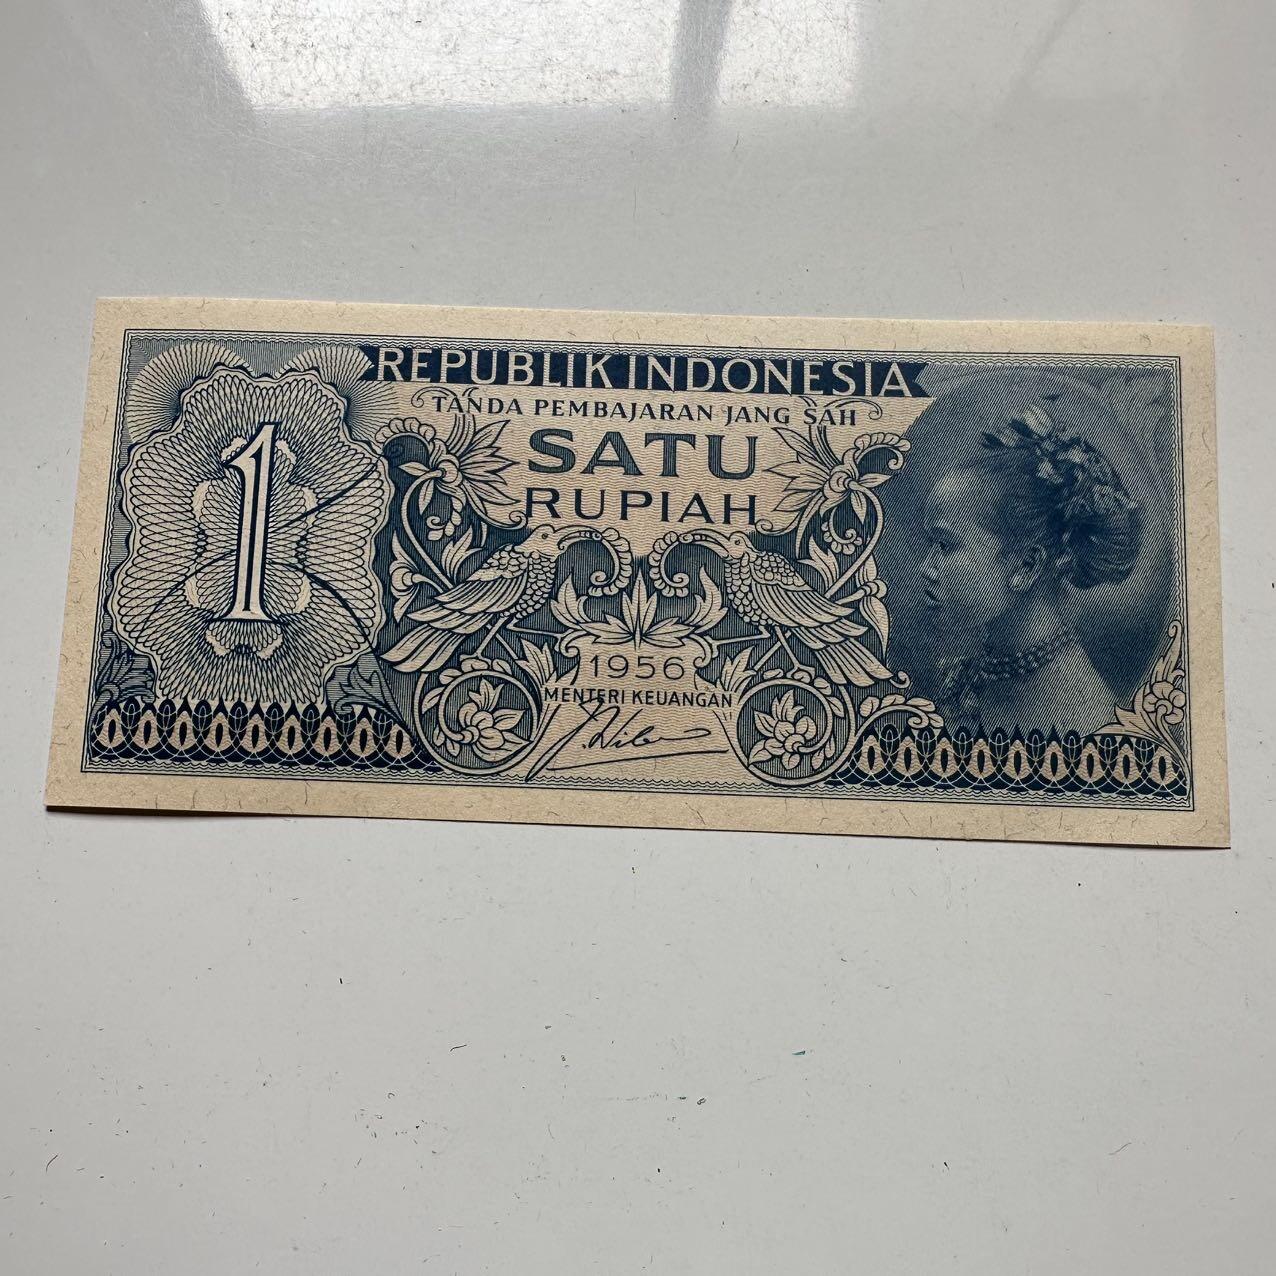 REPUBLIK INDONESIA
TANDA PEMBAJARAN JANG SAH
SATU
RUPIAH
1
1956
MENTERI KEUANGAN